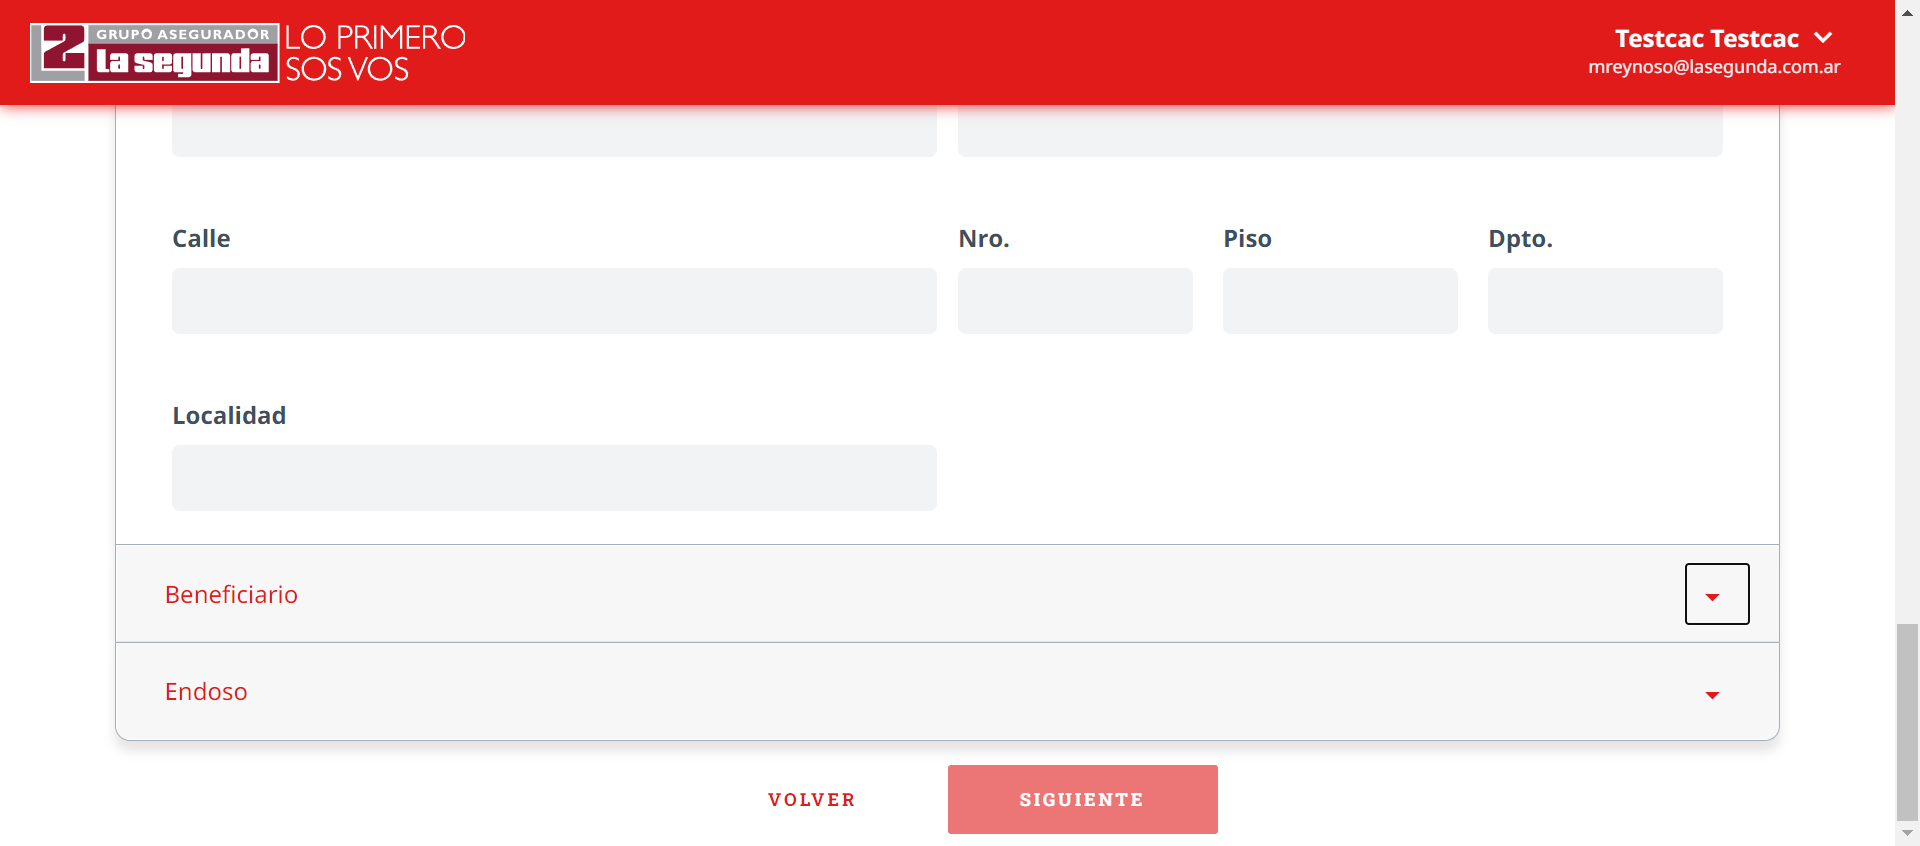 GRUPO ASEGURADOR
La segunda
LO PRIMERO
SOS VOS
Testcac Testcac
mreynoso@lasegunda.com.ar
Calle
Nro.
Piso
Dpto.
Localidad
Beneficiario
Endoso
VOLVER
SIGUIENTE